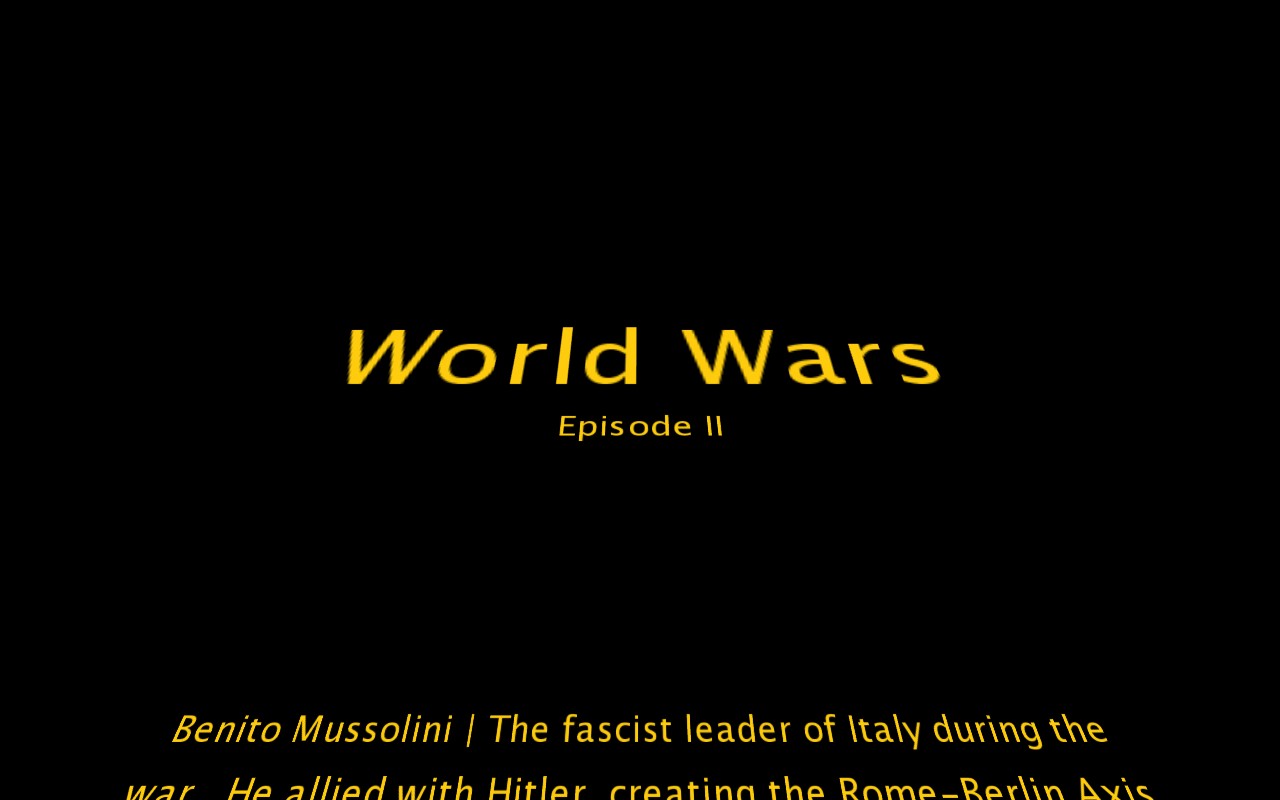 World Wars
Episode II
Benito Mussolini | The fascist leader of Italy during the
war. He allied with Hitler, creating the Rome-Berlin Axis